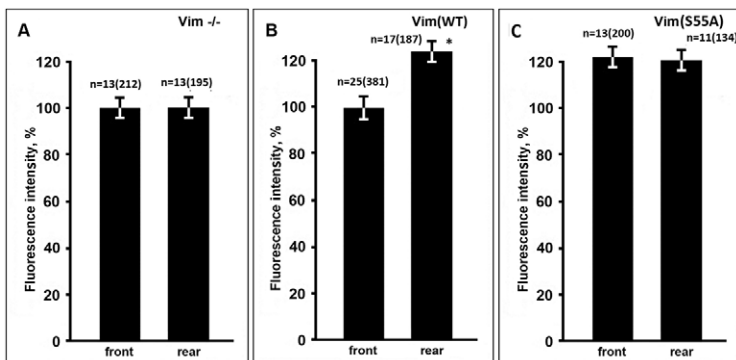 A
Vim -/-
Fluorescence intensity, %
120
100
80
60
40
20
0
n=13(212)
n=13(195)
front
rear
B
Vim(WT)
Fluorescence intensity, %
120
100
80
60
40
20
0
n=25(381)
n=17(187)
*
front
rear
C
Vim(S55A)
Fluorescence intensity, %
120
100
80
60
40
20
0
n=13(200)
n=11(134)
front
rear